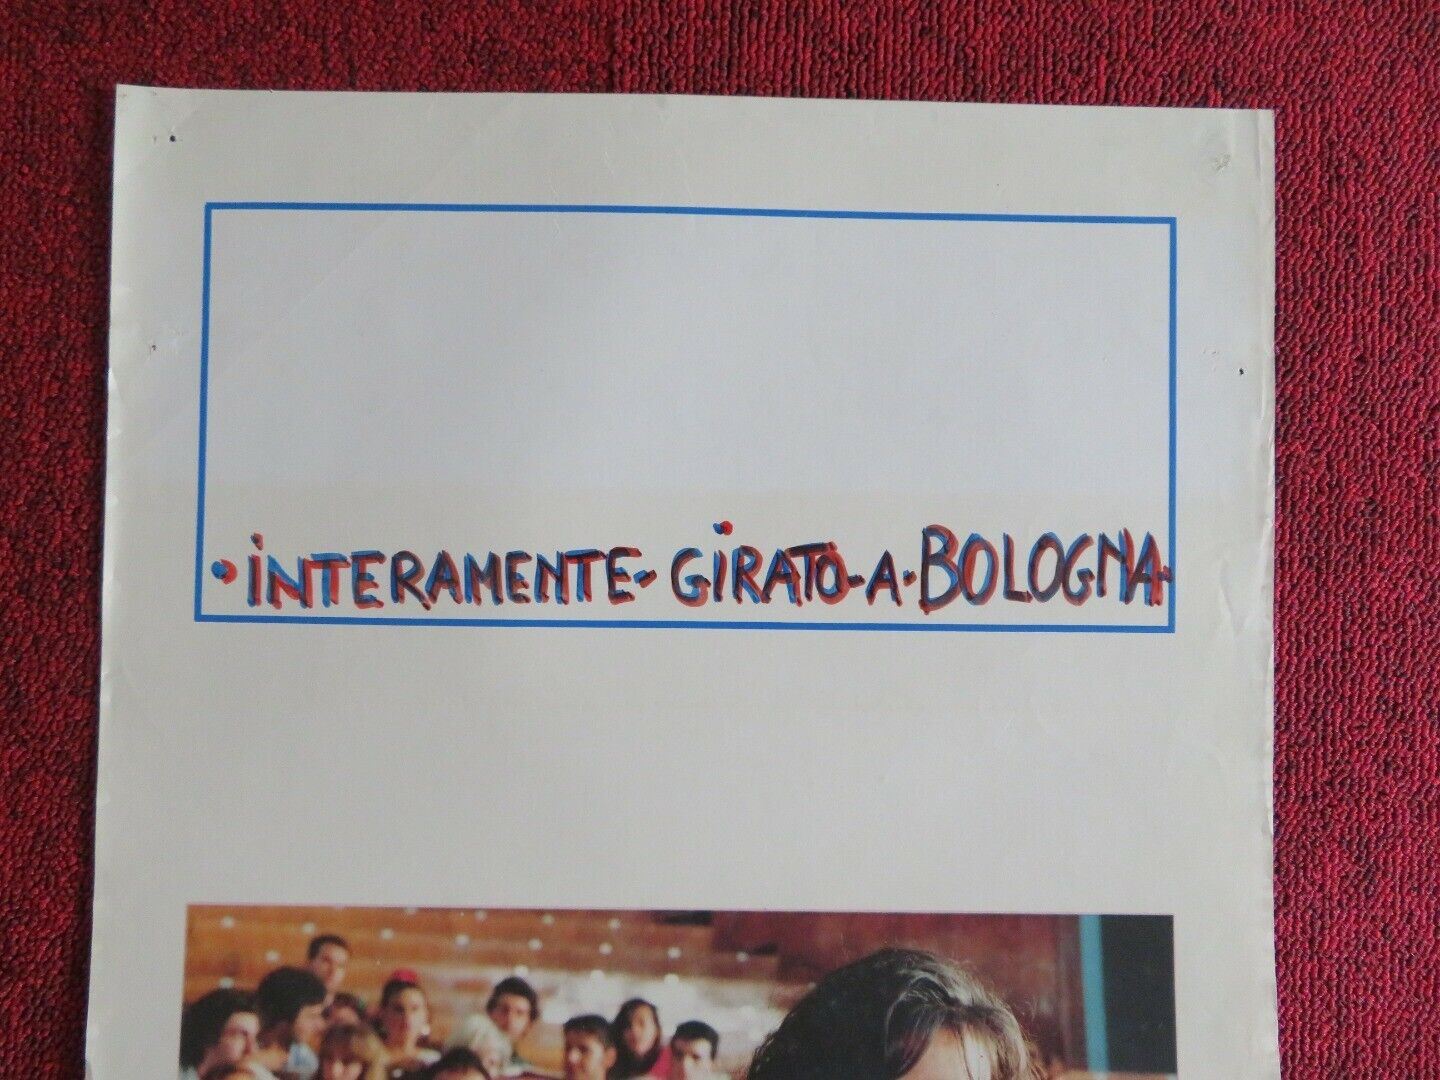 • iNTERAMENTE - GiRATO - A - BOLOGNA -